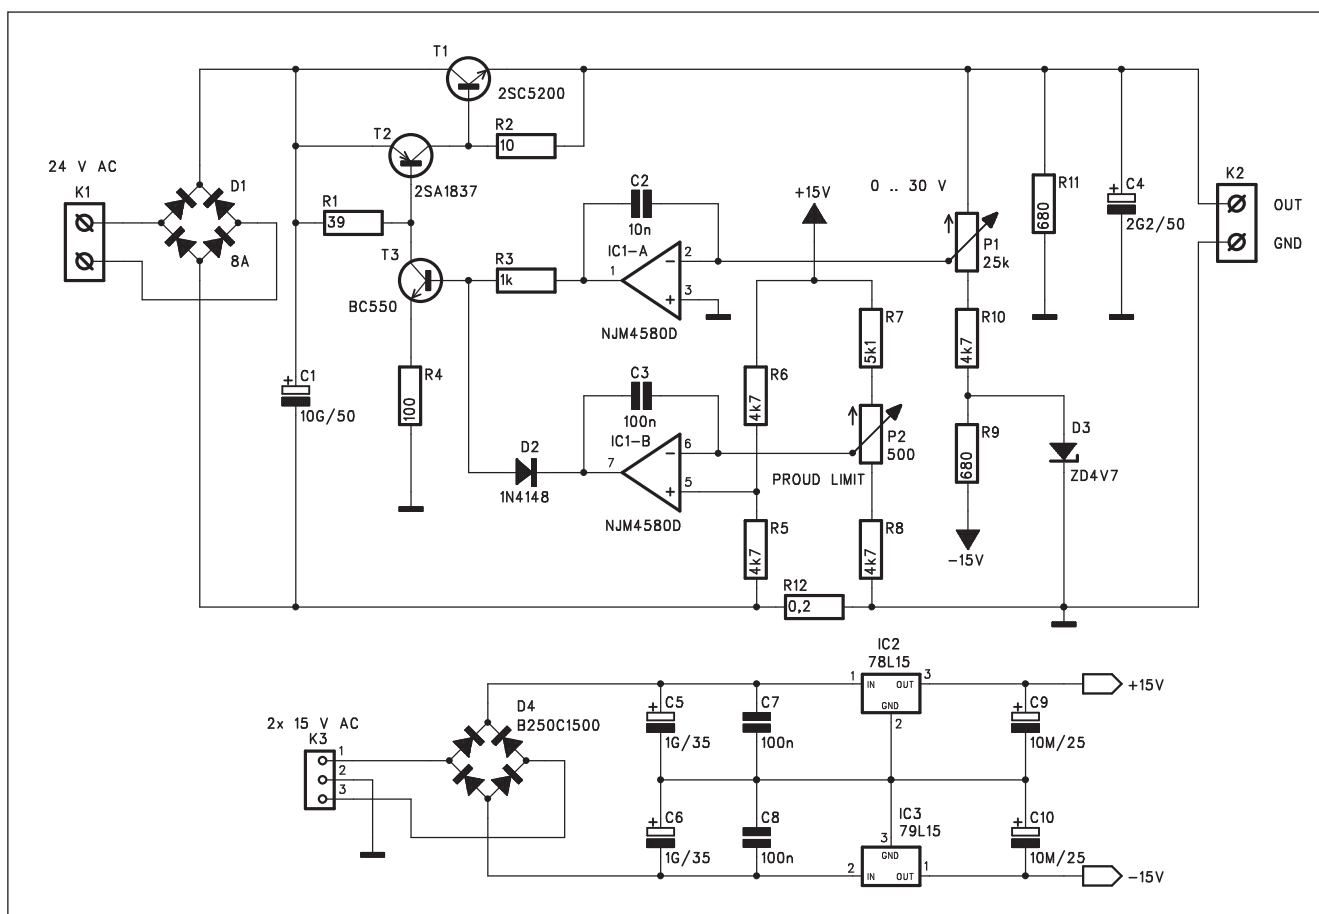 T1
2SC5200
T2
2SA1837
R2
10
24 V AC
K1
D1
8A
R1
39
T3
BC550
R3
1k
C2
10n
IC1-A
1
2
3
NJM4580D
+15V
0 .. 30 V
P1
25k
R11
680
C4
+
2G2/50
K2
OUT
GND
C1
+
10G/50
R4
100
C3
100n
IC1-B
7
6
5
NJM4580D
D2
1N4148
R6
4k7
R7
5k1
P2
500
PROUD LIMIT
R10
4k7
R9
680
D3
ZD4V7
-15V
R5
4k7
R8
4k7
R12
0,2
2x 15 V AC
K3
1
2
3
D4
B250C1500
C5
+
1G/35
C7
100n
IC2
78L15
1
IN
OUT
3
GND
2
C9
+
10M/25
+15V
C6
+
1G/35
C8
100n
IC3
79L15
3
GND
2
IN
OUT
1
C10
+
10M/25
-15V